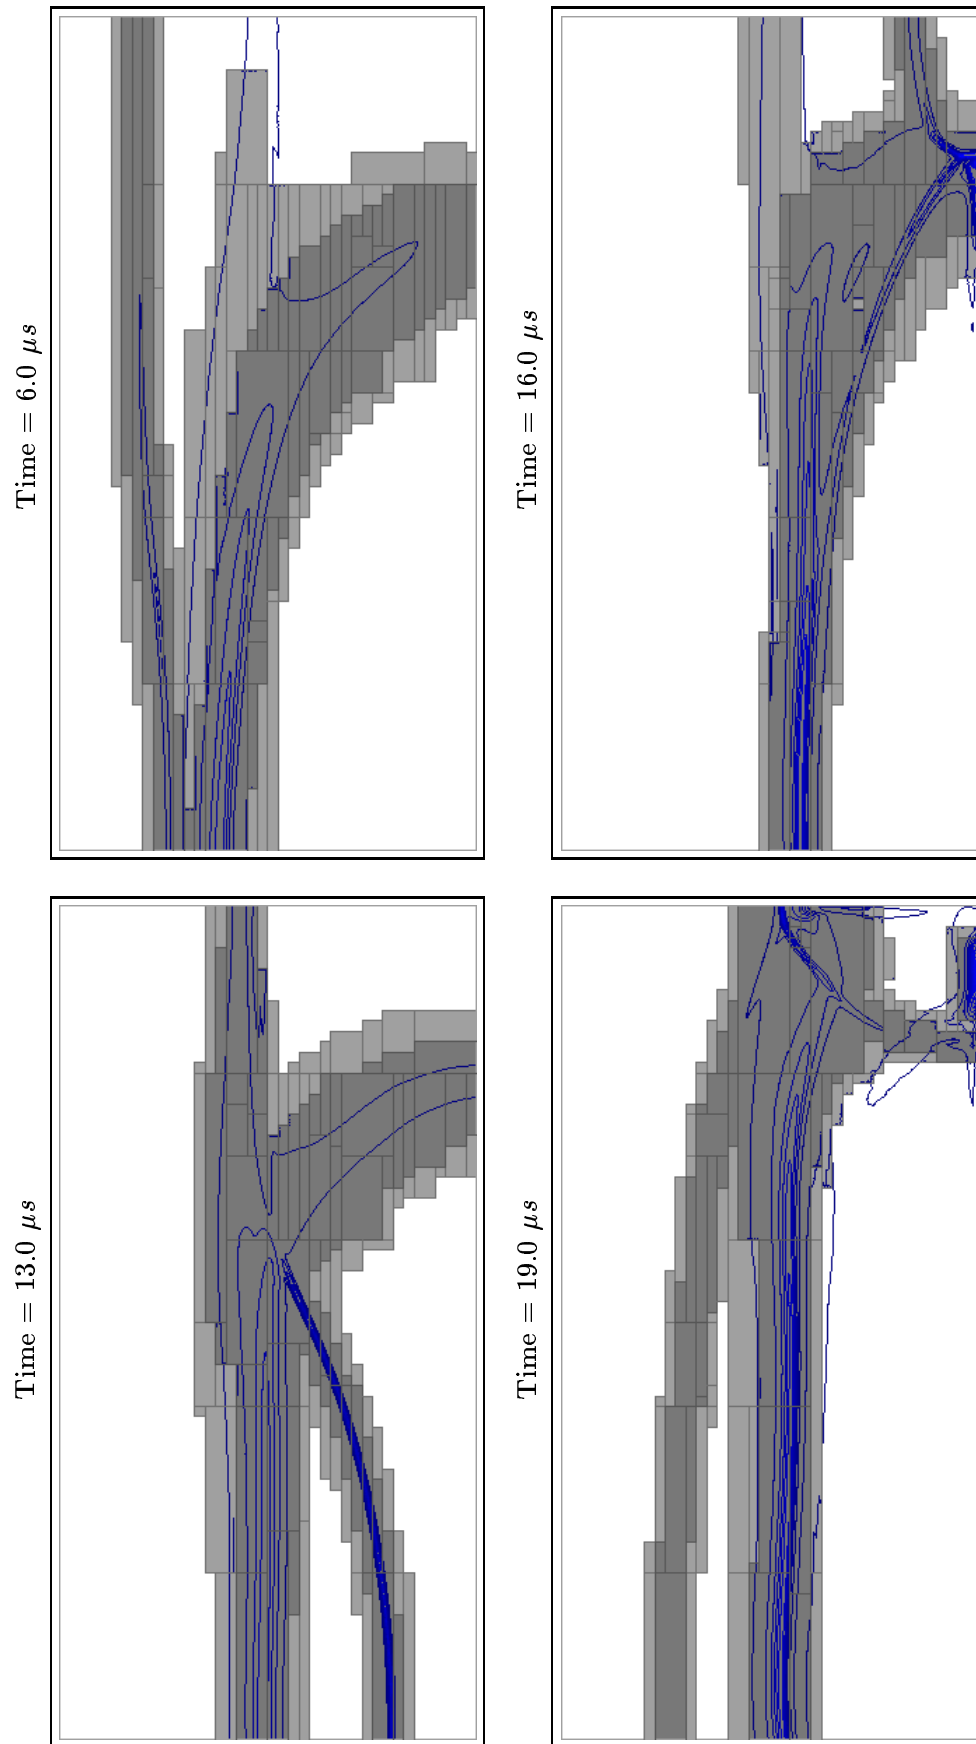 Time = 6.0 μs
Time = 16.0 μs
Time = 13.0 μs
Time = 19.0 μs